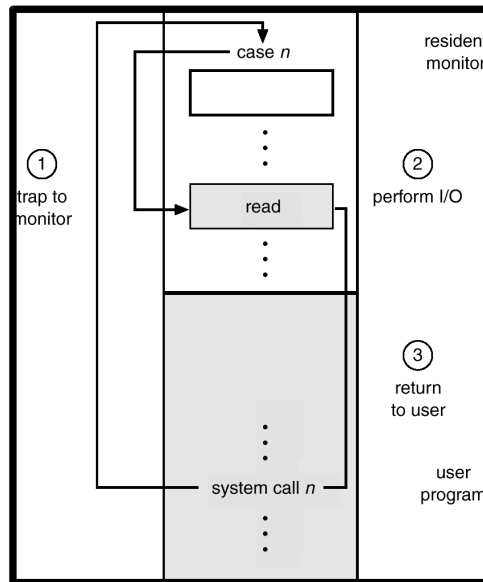 case n
resident
monitor
1
trap to
monitor
2
perform I/O
read
3
return
to user
system call n
user
program